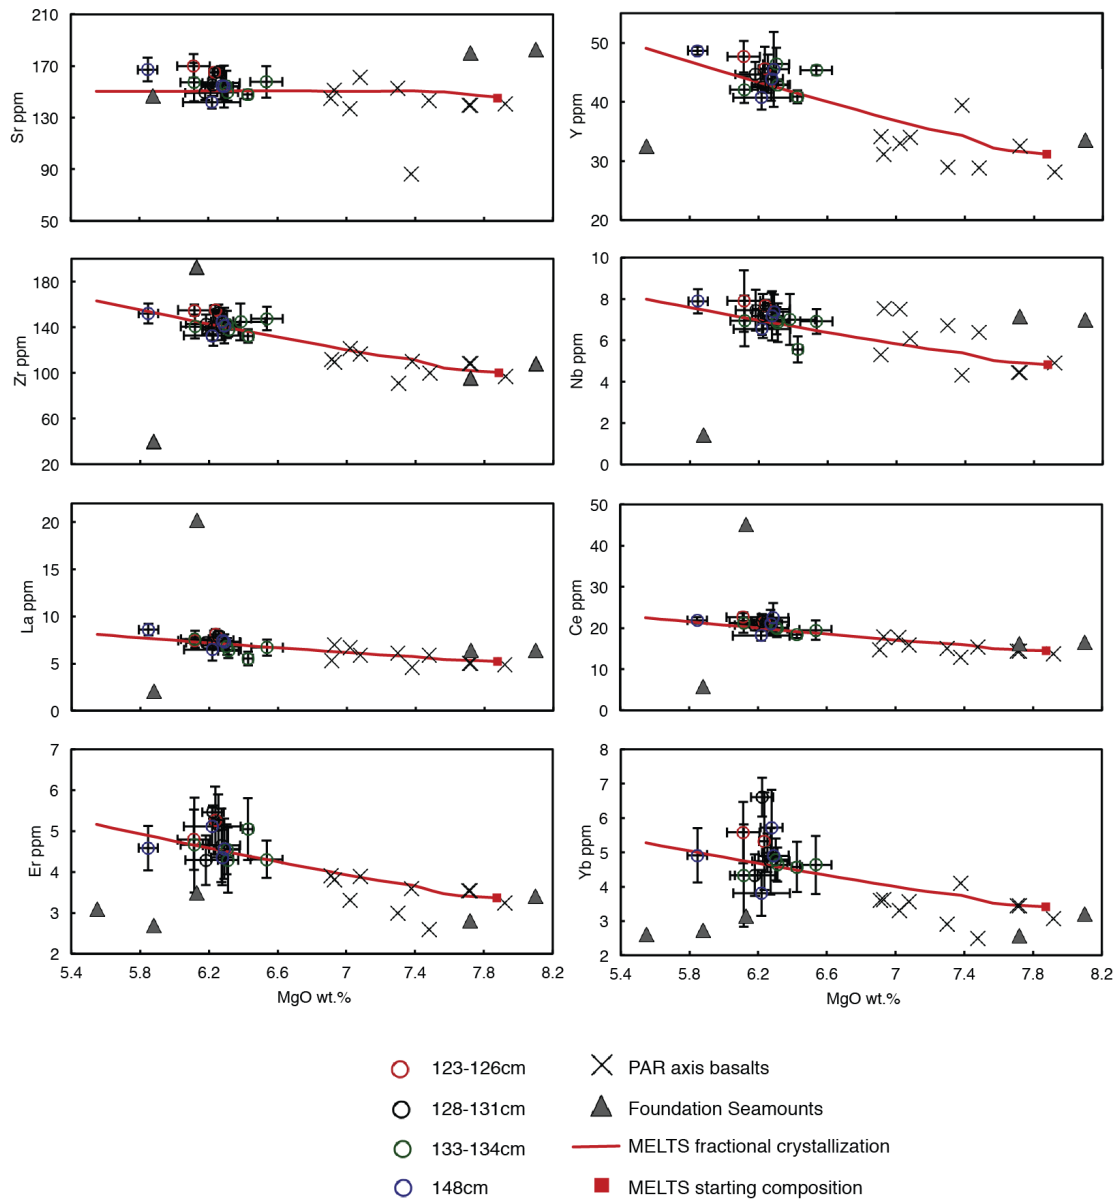 210
170
130
90
50
Sr ppm
50
40
30
20
Y ppm
180
140
100
60
20
Zr ppm
10
8
6
4
2
0
Nb ppm
20
15
10
5
0
La ppm
50
40
30
20
10
0
Ce ppm
7
6
5
4
3
2
Er ppm
5.4 5.8 6.2 6.6 7 7.4 7.8 8.2
MgO wt.%
8
7
6
5
4
3
2
Yb ppm
5.4 5.8 6.2 6.6 7 7.4 7.8 8.2
MgO wt.%
123-126cm
128-131cm
133-134cm
148cm
PAR axis basalts
Foundation Seamounts
MELTS fractional crystallization
MELTS starting composition